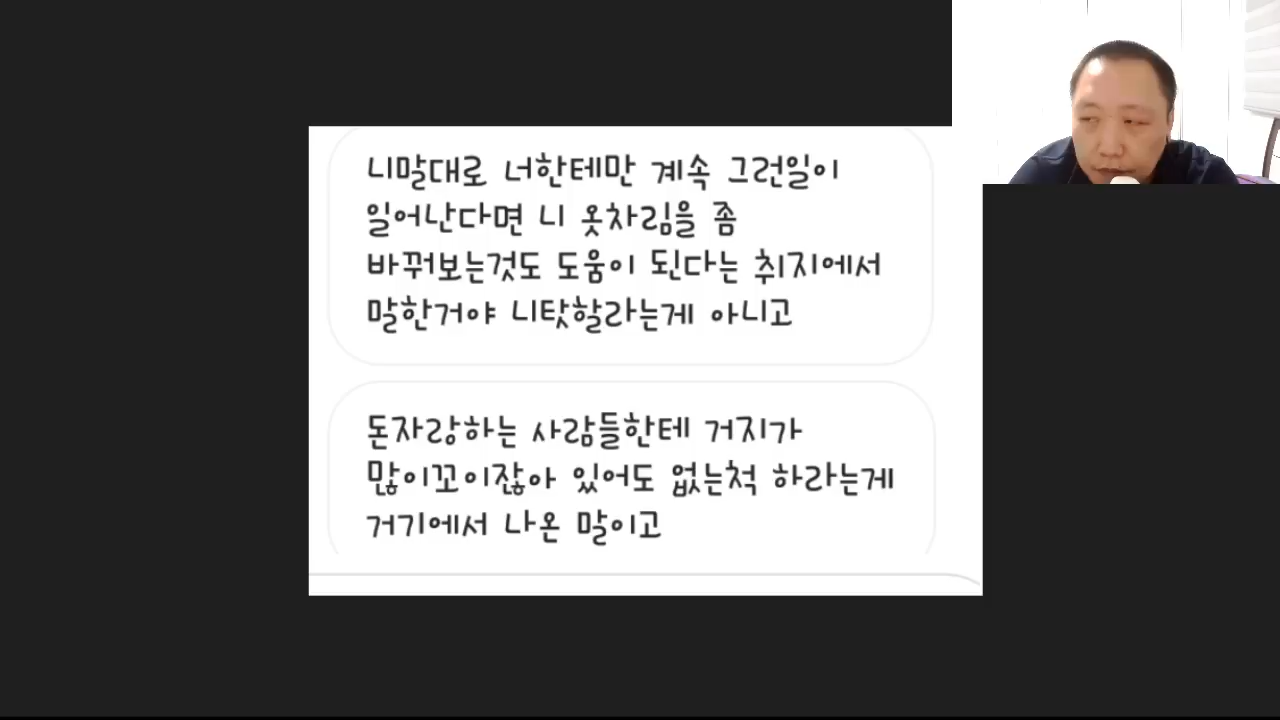 니말대로 너한테만 계속 그런일이
일어난다면 니 옷차림을 좀
바꿔보는것도 도움이 된다는 취지에서
말한거야 니탓할라는게 아니고
돈자랑하는 사람들한테 거지가
많이꼬이잖아 있어도 없는척 하라는게
거기에서 나온 말이고